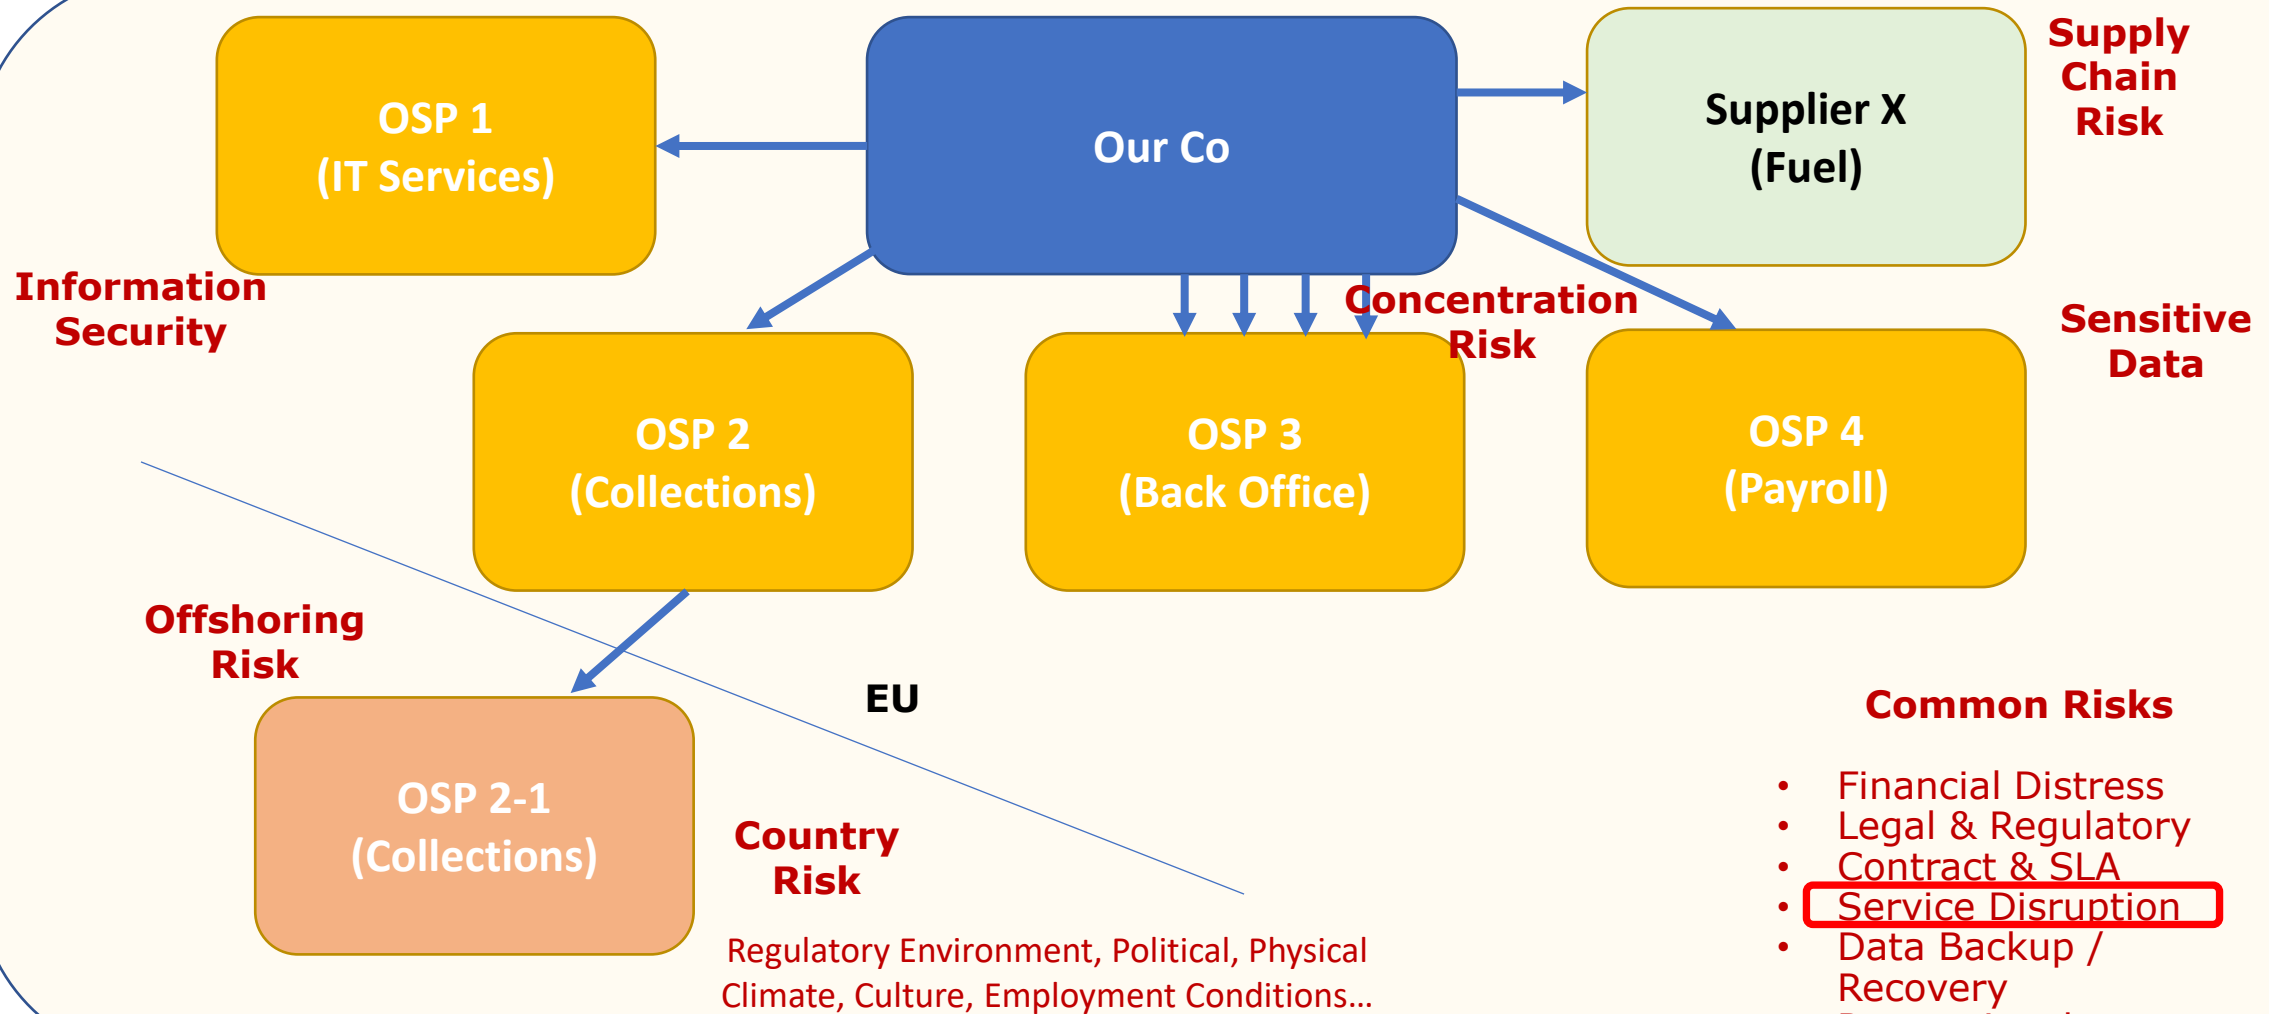 OSP 1
(IT Services)
Our Co
Supplier X
(Fuel)
Supply
Chain
Risk
Information
Security
Concentration
Risk
Sensitive
Data
OSP 2
(Collections)
OSP 3
(Back Office)
OSP 4
(Payroll)
Offshoring
Risk
EU
OSP 2-1
(Collections)
Country
Risk
Regulatory Environment, Political, Physical
Climate, Culture, Employment Conditions...
Common Risks
• Financial Distress
• Legal & Regulatory
• Contract & SLA
• Service Disruption
• Data Backup /
Recovery